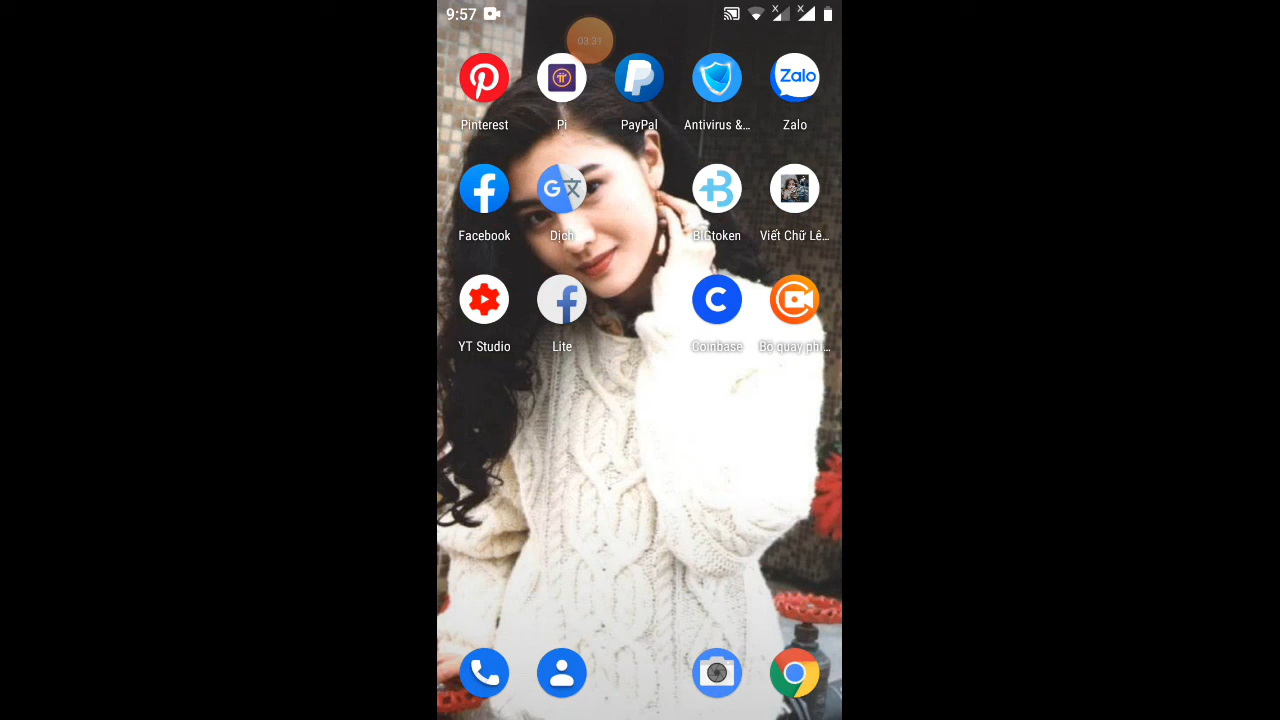 9:57
03:31
Pinterest Pi PayPal Antivirus &... Zalo
Zalo
Facebook Dịch BIGtoken Viết Chữ Lê...
YT Studio Lite Coinbase Bộ quay phi...